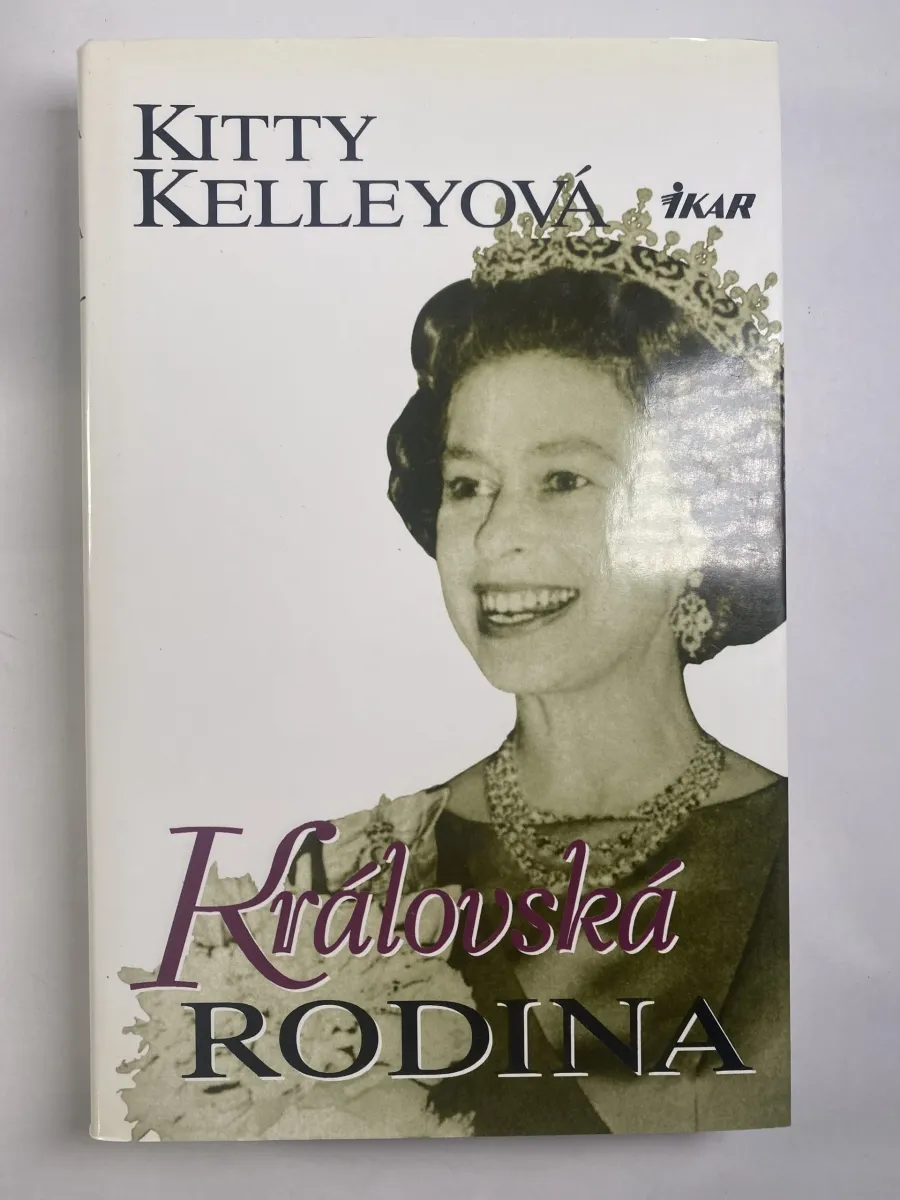 KITTY
KELLEYOVÁ
IKAR
Královská
RODINA